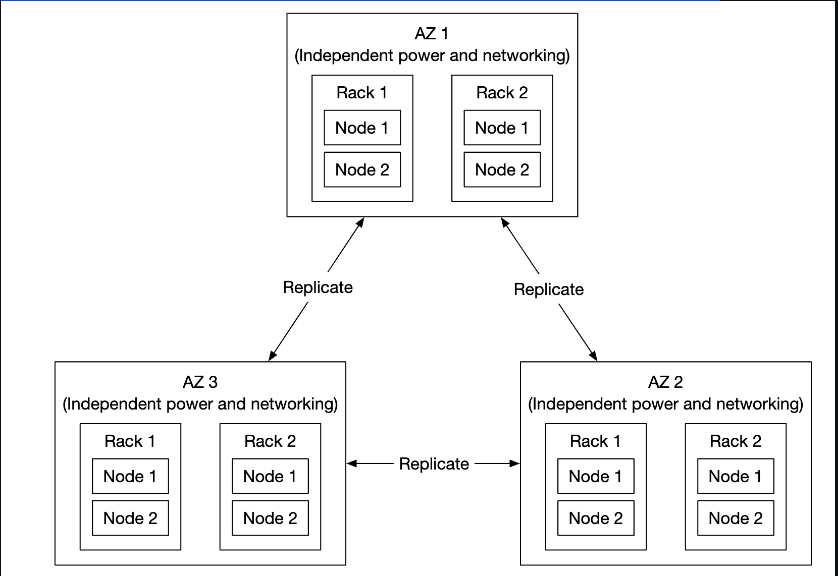 AZ 1
(Independent power and networking)
Rack 1
Node 1
Node 2
Rack 2
Node 1
Node 2
Replicate
Replicate
AZ 3
(Independent power and networking)
Rack 1
Node 1
Node 2
Rack 2
Node 1
Node 2
Replicate
AZ 2
(Independent power and networking)
Rack 1
Node 1
Node 2
Rack 2
Node 1
Node 2